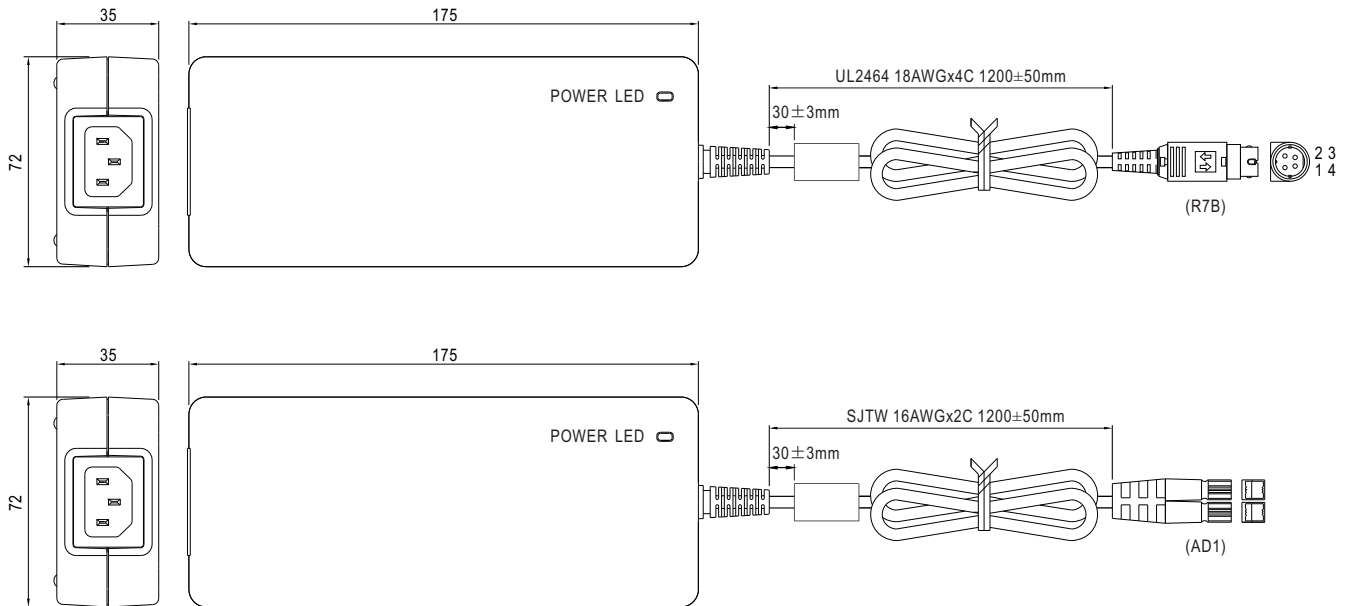 35
175
72
POWER LED
UL2464 18AWGx4C 1200±50mm
30±3mm
2 3
1 4
(R7B)
35
175
72
POWER LED
SJTW 16AWGx2C 1200±50mm
30±3mm
(AD1)